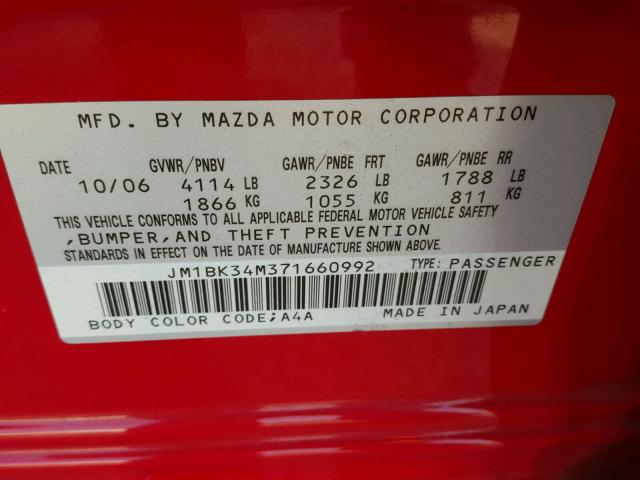 MFD. BY MAZDA MOTOR CORPORATION
DATE GVWR/PNBV GAWR/PNBE FRT GAWR/PNBE RR
10/06 4114 LB 2326 LB 1788 LB
1866 KG 1055 KG 811 KG
THIS VEHICLE CONFORMS TO ALL APPLICABLE FEDERAL MOTOR VEHICLE SAFETY
,BUMPER,AND THEFT PREVENTION
STANDARDS IN EFFECT ON THE DATE OF MANUFACTURE SHOWN ABOVE.
JM1BK34M371660992 TYPE: PASSENGER
BODY COLOR CODE;A4A MADE IN JAPAN